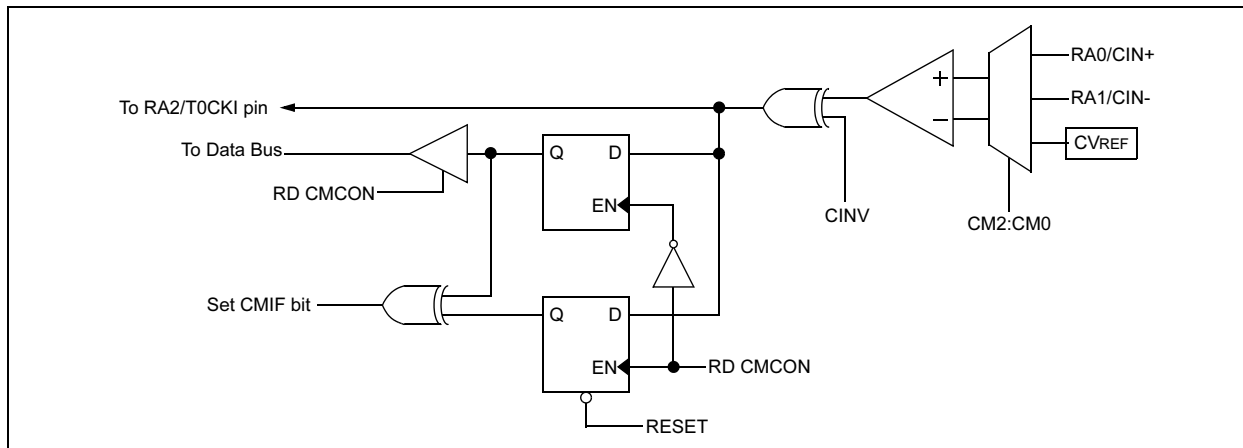 RA0/CIN+
To RA2/T0CKI pin
RA1/CIN-
To Data Bus
Q D
CVREF
RD CMCON
EN
CINV
CM2:CM0
Set CMIF bit
Q D
EN
RD CMCON
RESET